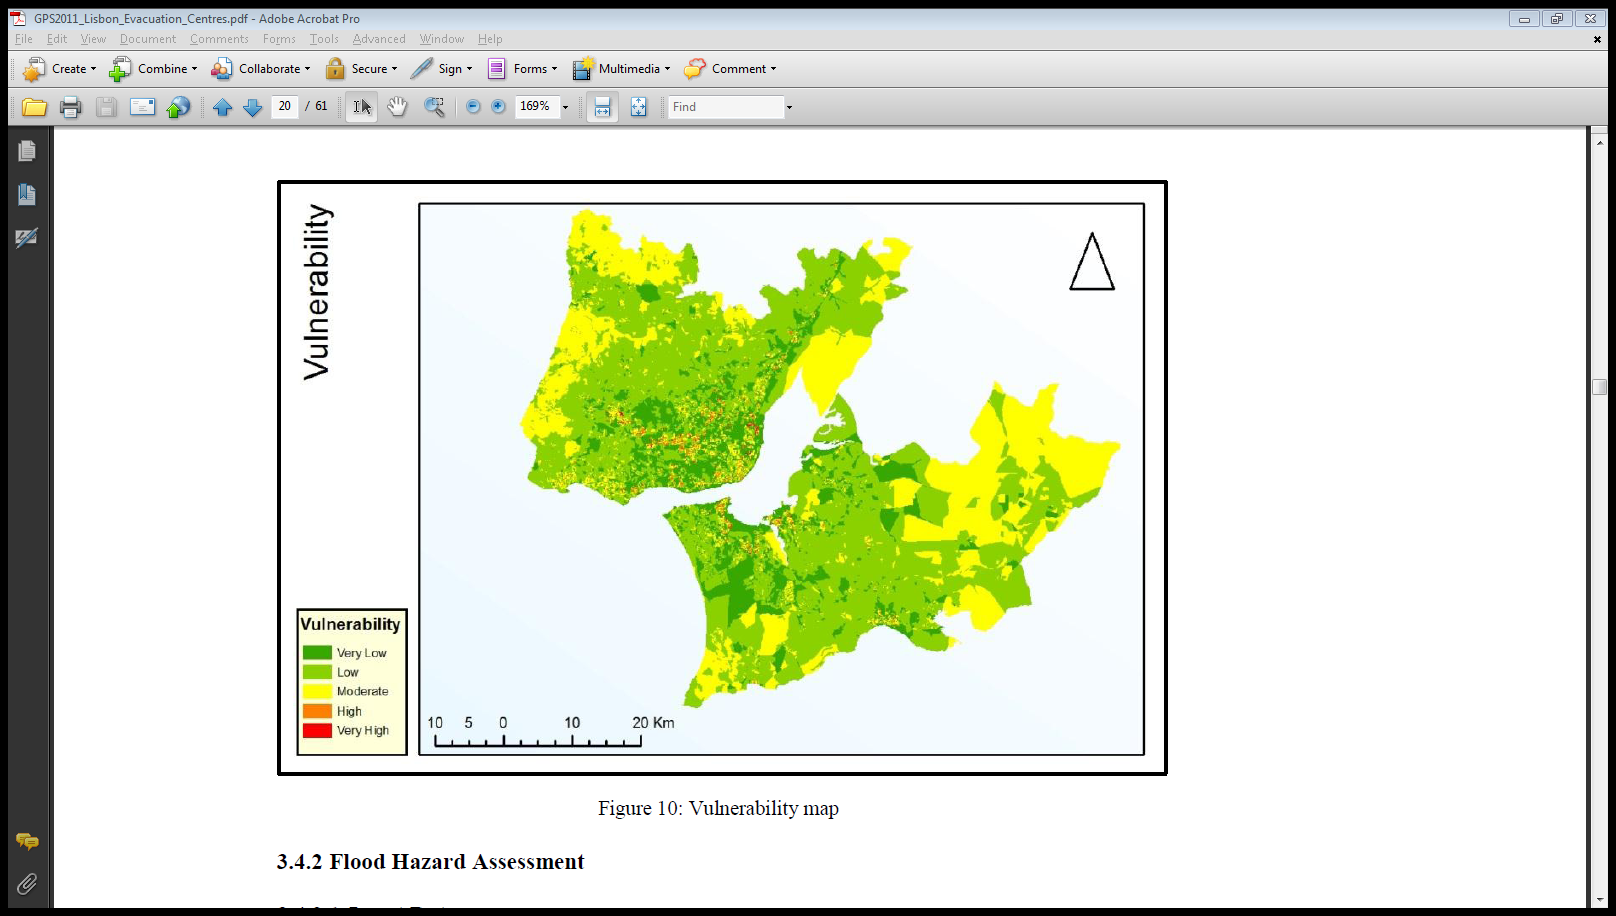 GPS2011_Lisbon_Evacuation_Centres.pdf - Adobe Acrobat Pro
File Edit View Document Comments Forms Tools Advanced Window Help
Create Combine Collaborate Secure Sign Forms Multimedia Comment
20 / 61 169% Find
Vulnerability
Vulnerability
Very Low
Low
Moderate
High
Very High
10 5 0 10 20 Km
Figure 10: Vulnerability map
3.4.2 Flood Hazard Assessment